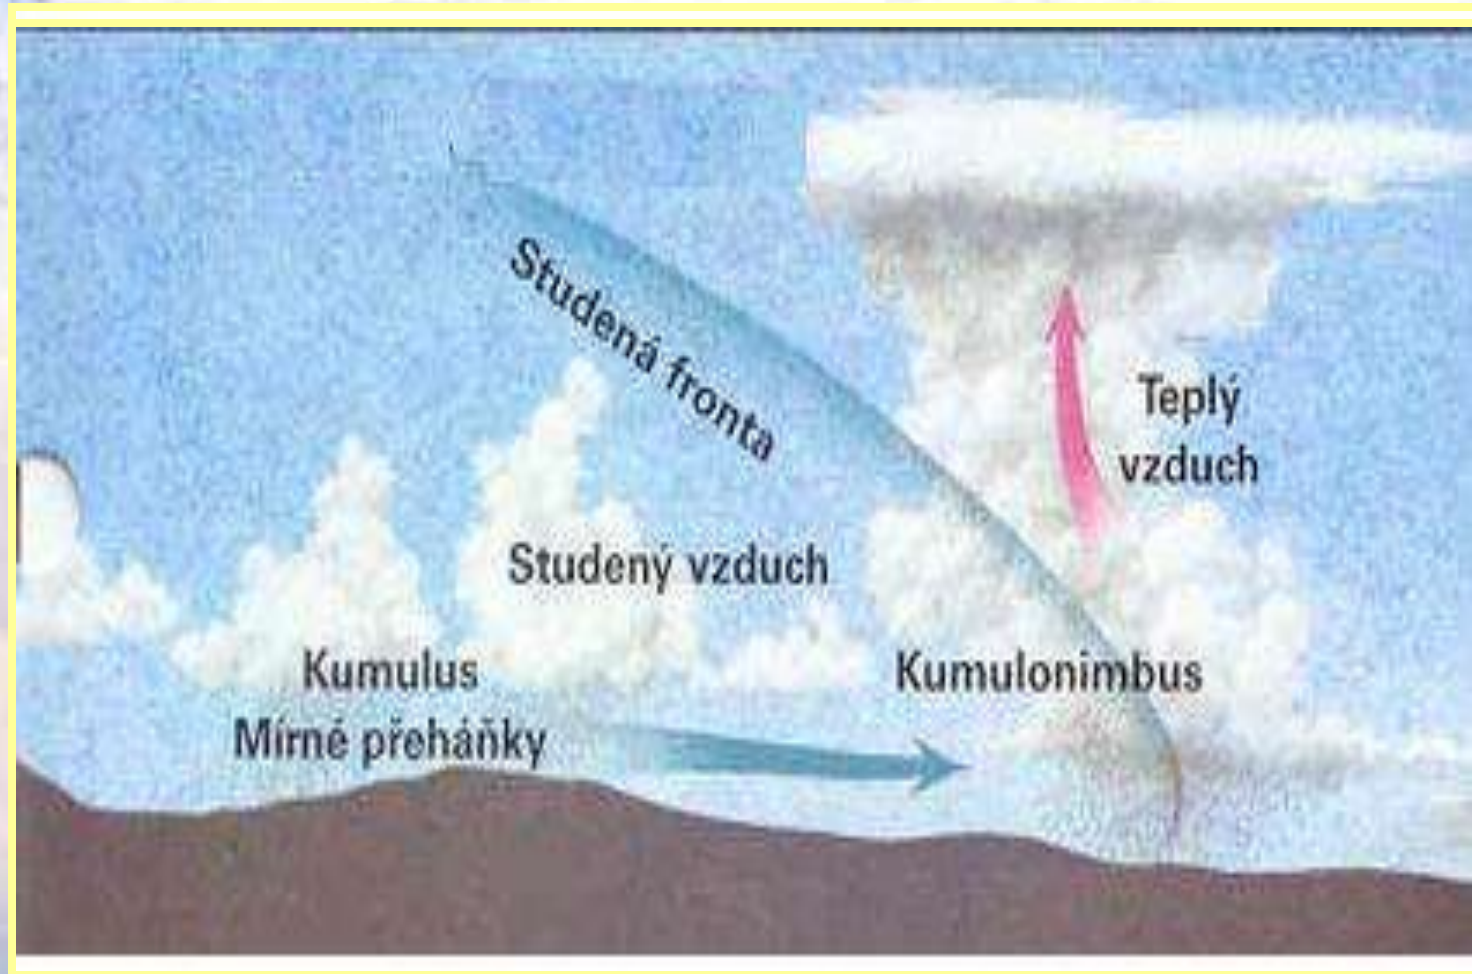 Studená fronta
Teplý
vzduch
Studený vzduch
Kumulus
Mírné přeháňky
Kumulonimbus